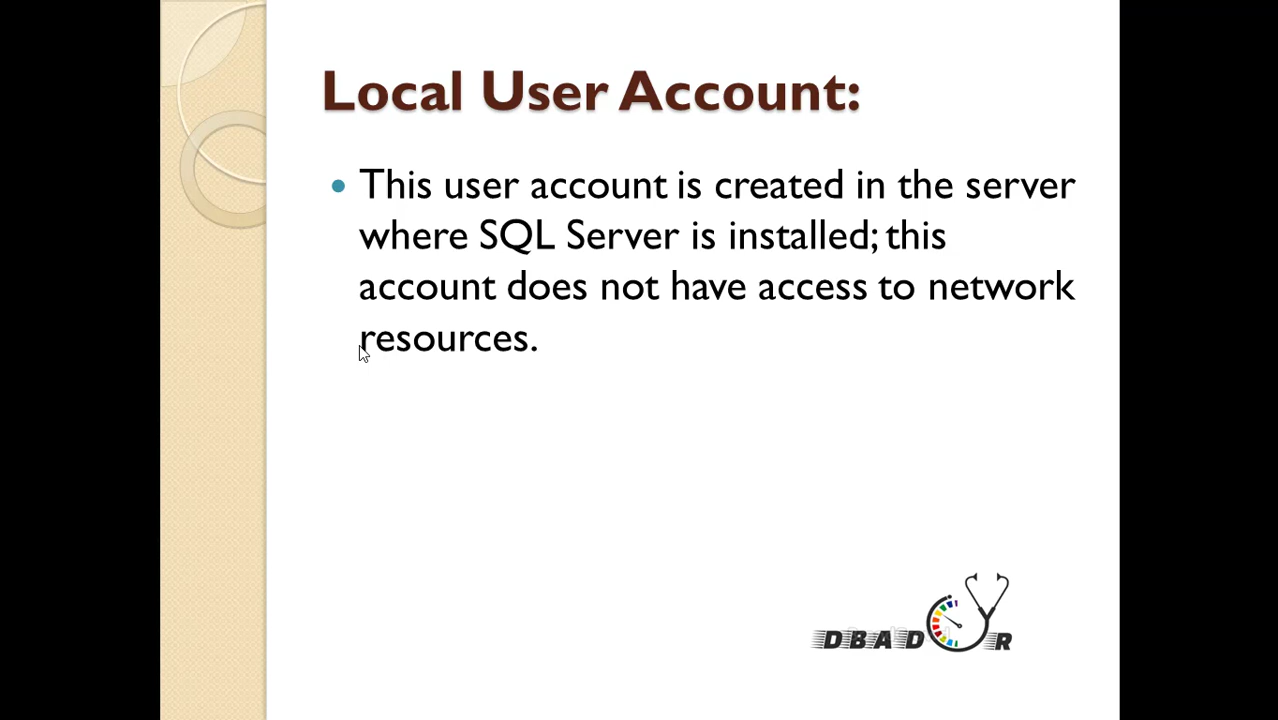 Local User Account:
This user account is created in the server
where SQL Server is installed; this
account does not have access to network
resources.
DBAD R